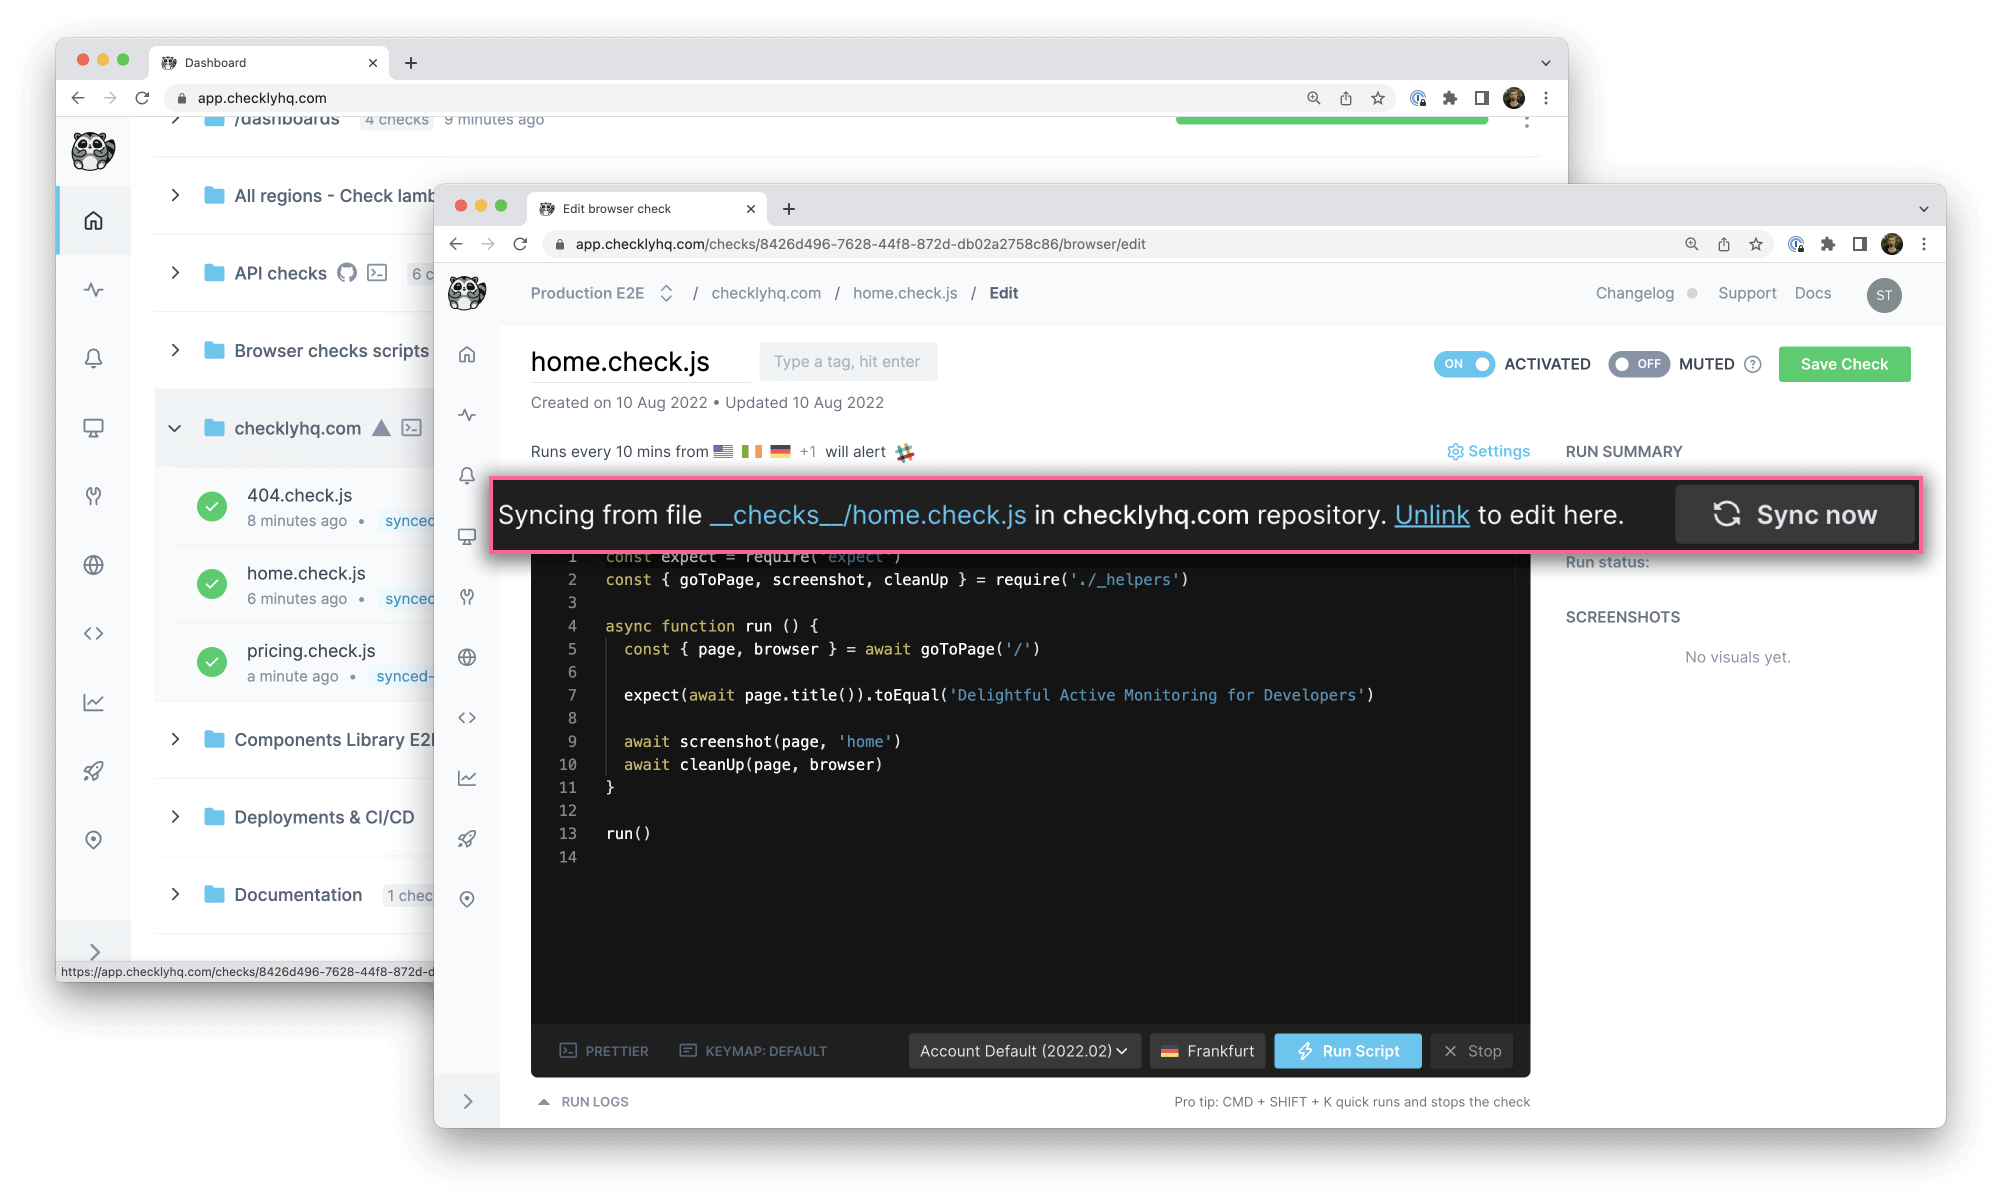 Dashboard
app.checklyhq.com
/dashboards 4 checks 9 minutes ago
All regions - Check
API checks 6
Browser checks scripts
checklyhq.com
404.check.js
8 minutes ago • synced
home.check.js
6 minutes ago • synced
pricing.check.js
a minute ago • synced-
Components Library
Deployments & CI/CD
Documentation 1
https://app.checklyhq.com/checks/8426d496-7628-44f8-872d-d
Edit browser check
app.checklyhq.com/checks/8426d496-7628-44f8-872d-db02a2758c86/browser/edit
Production E2E / checklyhq.com / home.check.js / Edit
Changelog Support Docs ST
home.check.js Type a tag, hit enter
ON ACTIVATED OFF MUTED ? Save Check
Created on 10 Aug 2022 • Updated 10 Aug 2022
Runs every 10 mins from +1 will alert
Settings
RUN SUMMARY
Syncing from file __checks__/home.check.js in checklyhq.com repository. Unlink to edit here. Sync now
Run status:
SCREENSHOTS
No visuals yet.
1 const expect = require('expect')
2 const { goToPage, screenshot, cleanUp } = require('./_helpers')
3
4 async function run () {
5 const { page, browser } = await goToPage('/')
6
7 expect(await page.title()).toEqual('Delightful Active Monitoring for Developers')
8
9 await screenshot(page, 'home')
10 await cleanUp(page, browser)
11 }
12
13 run()
14
PRETTIER KEYMAP: DEFAULT Account Default (2022.02) Frankfurt Run Script Stop
RUN LOGS
Pro tip: CMD + SHIFT + K quick runs and stops the check